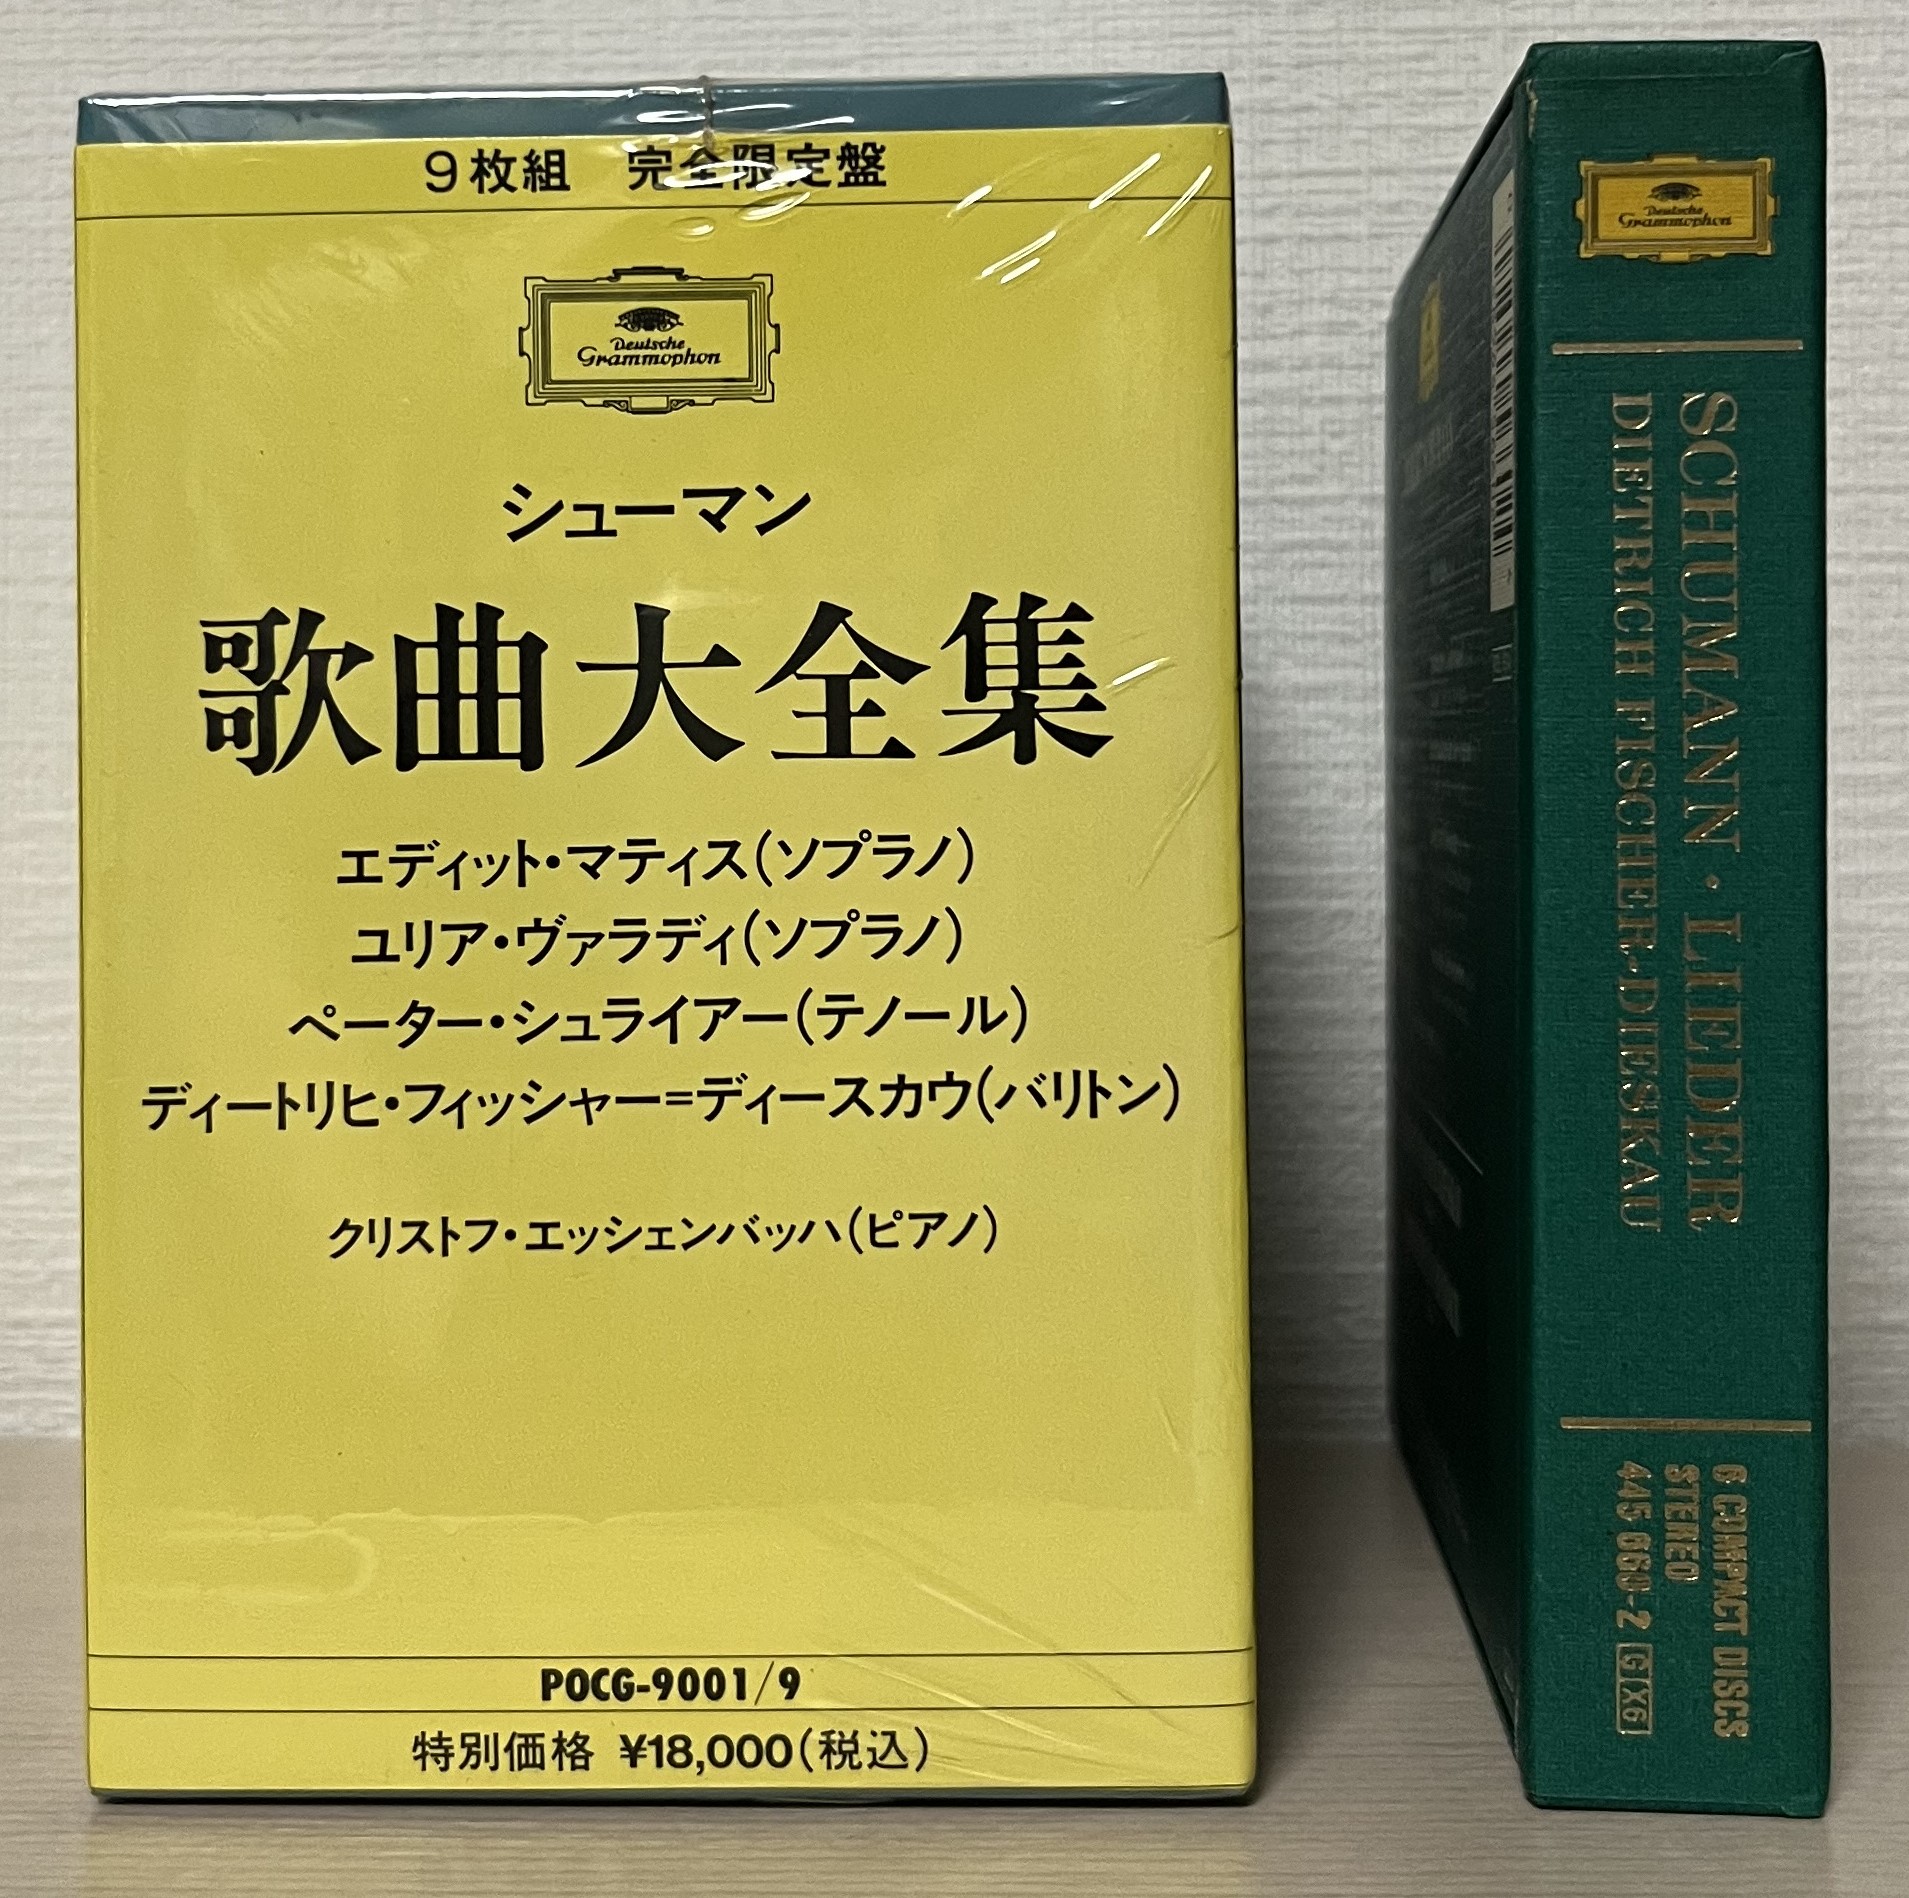 9枚組 完全限定盤
Deutsche
Grammophon
シューマン
歌曲大全集
エディット・マティス(ソプラノ)
ユリア・ヴァラディ(ソプラノ)
ペーター・シュライアー(テノール)
ディートリヒ・フィッシャー=ディースカウ(バリトン)
クリストフ・エッシェンバッハ(ピアノ)
POCG-9001/9
特別価格 ¥18,000(税込)
Deutsche
Grammophon
SCHUMANN · LIEDER
DIETRICH FISCHER-DIESKAU
6 COMPACT DISCS
STEREO
445 660-2 G X6